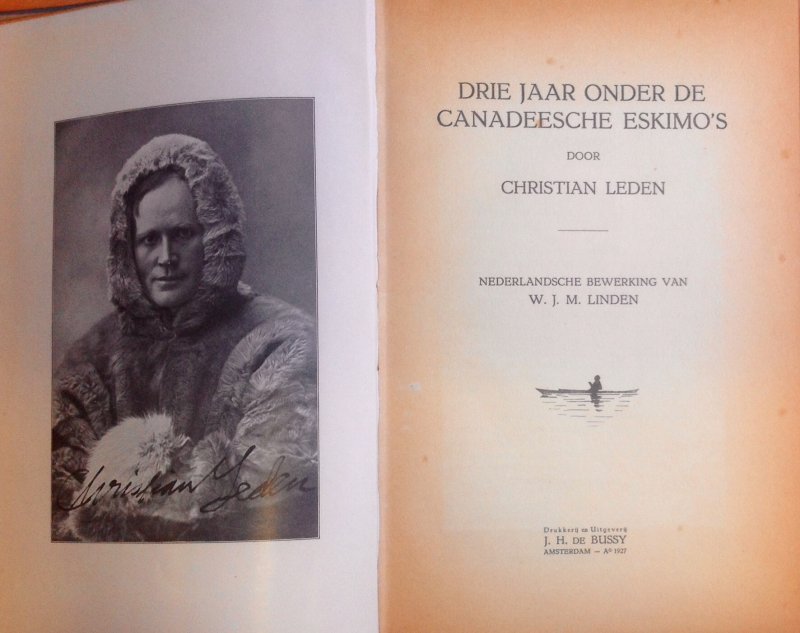 Christian Leden
DRIE JAAR ONDER DE
CANADEESCHE ESKIMO'S
DOOR
CHRISTIAN LEDEN
NEDERLANDSCHE BEWERKING VAN
W. J. M. LINDEN
Drukkerij en Uitgeverij
J. H. DE BUSSY
AMSTERDAM — Aº 1927